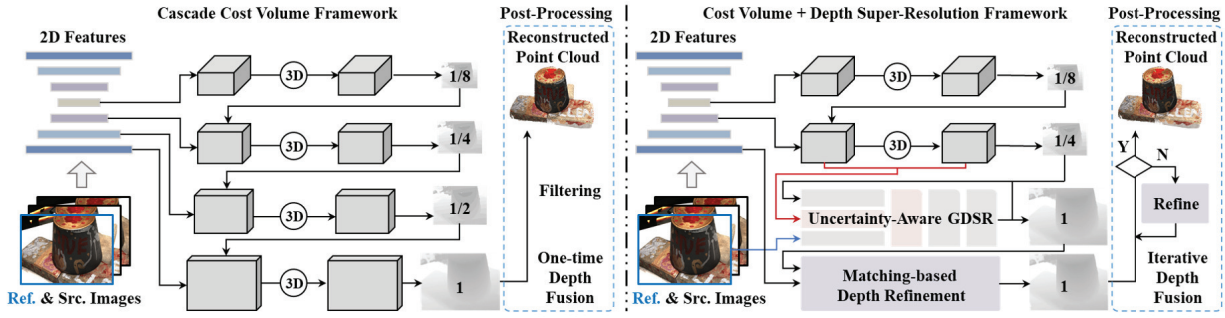 Cascade Cost Volume Framework
Post-Processing
2D Features
Reconstructed
Point Cloud
3D
1/8
3D
1/4
3D
1/2
3D
1
Filtering
One-time
Depth
Fusion
Ref. & Src. Images
Cost Volume + Depth Super-Resolution Framework
Post-Processing
2D Features
Reconstructed
Point Cloud
3D
1/8
3D
1/4
Uncertainty-Aware GDSR
1
Matching-based
Depth Refinement
1
Y
N
Refine
Iterative
Depth
Fusion
Ref. & Src. Images